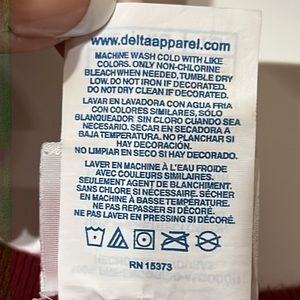 www.deltaapparel.com
MACHINE WASH COLD WITH LIKE
COLORS. ONLY NON-CHLORINE
BLEACH WHEN NEEDED. TUMBLE DRY
LOW. DO NOT IRON IF DECORATED.
DO NOT DRY CLEAN IF DECORATED.
LAVAR EN LAVADORA CON AGUA FRIA
CON COLORES SIMILARES, SÓLO
BLANQUEADOR SIN CLORO CUANDO SEA
NECESARIO. SECAR EN SECADORA A
BAJA TEMPERATURA. NO PLANCHAR SI
HAY DECORADO.
NO LIMPIAR EN SECO SI HAY DECORADO.
LAVER EN MACHINE À L'EAU FROIDE
AVEC COULEURS SIMILAIRES.
SEULEMENT AGENT DE BLANCHIMENT
SANS CHLORE SI NÉCESSAIRE. SÉCHER
EN MACHINE À BASSE TEMPÉRATURE.
NE PAS REPASSER SI DÉCORÉ.
NE PAS LAVER EN PRESSING SI DÉCORÉ
RN 15373